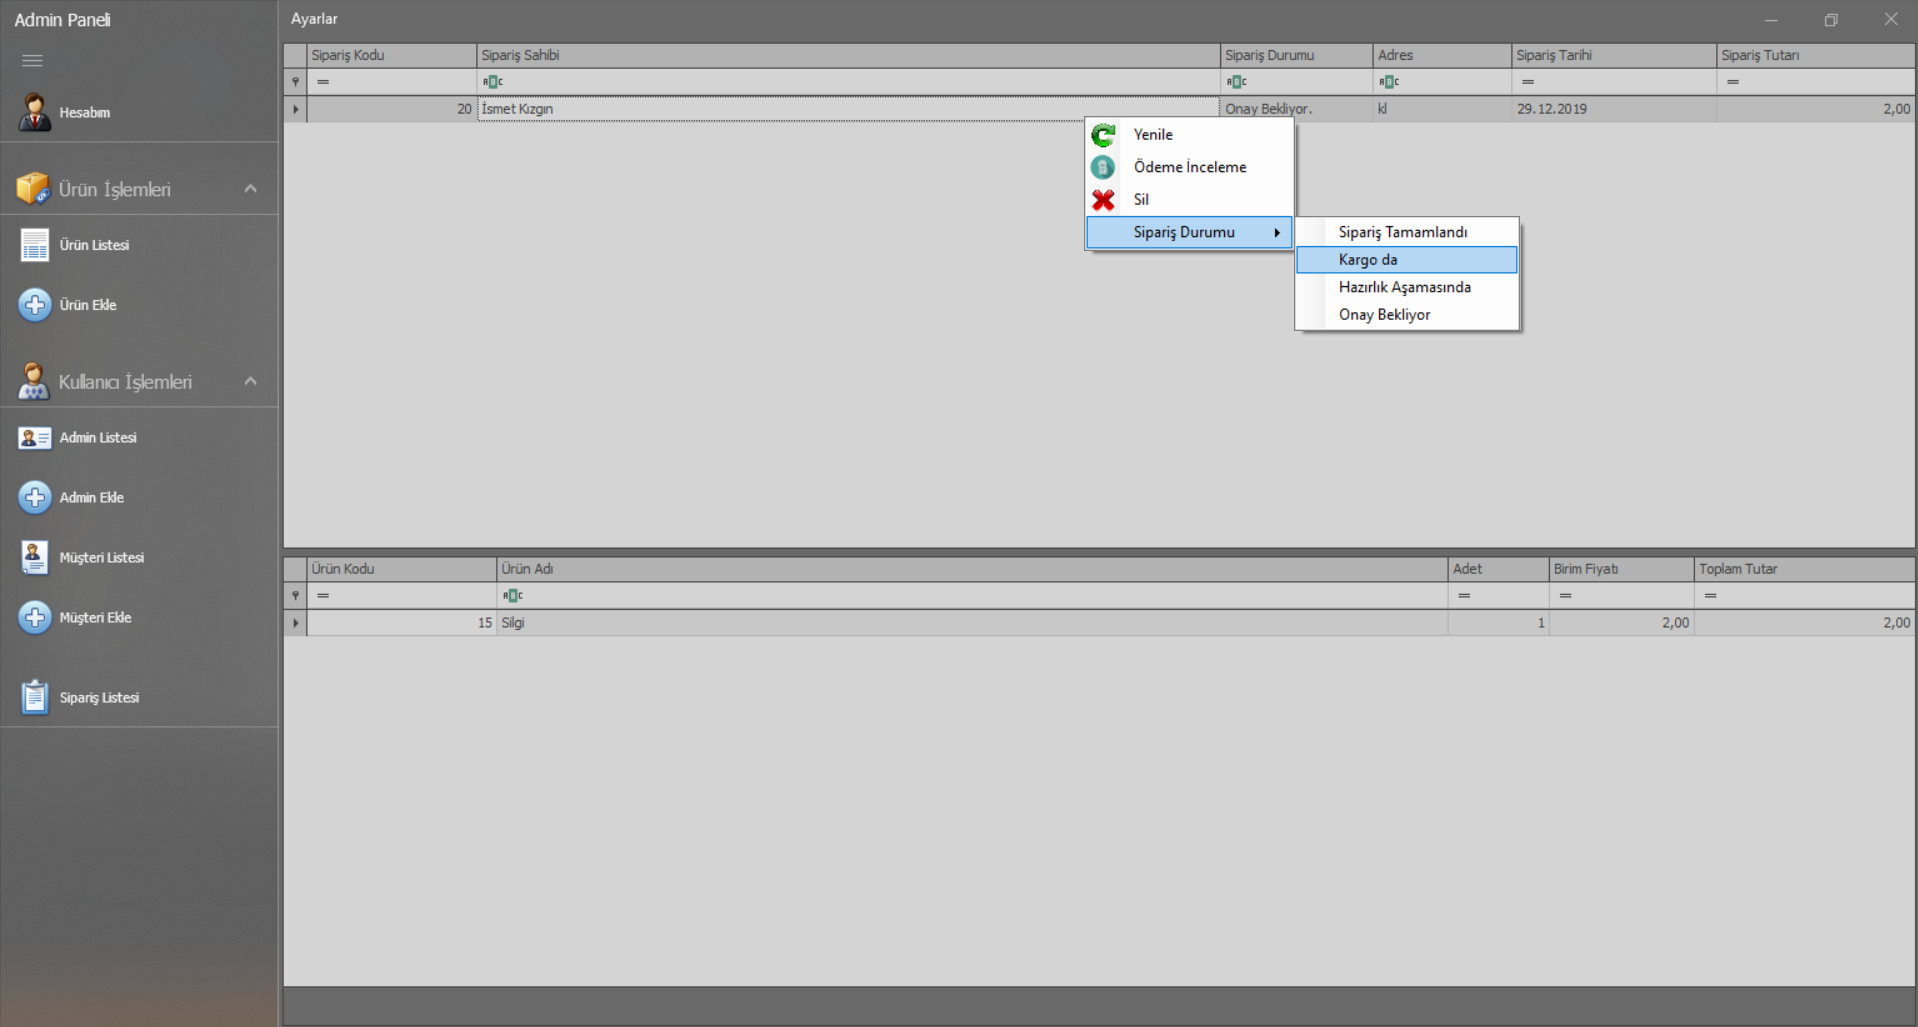 Admin Paneli
Ayarlar
Hesabım
Ürün İşlemleri
Ürün Listesi
Ürün Ekle
Kullanıcı İşlemleri
Admin Listesi
Admin Ekle
Müşteri Listesi
Müşteri Ekle
Sipariş Listesi
Sipariş Kodu Sipariş Sahibi Sipariş Durumu Adres Sipariş Tarihi Sipariş Tutarı
= ABC ABC ABC = =
20 İsmet Kızgın Onay Bekliyor. kl 29.12.2019 2,00
Yenile
Ödeme İnceleme
Sil
Sipariş Durumu
Sipariş Tamamlandı
Kargo da
Hazırlık Aşamasında
Onay Bekliyor
Ürün Kodu Ürün Adı Adet Birim Fiyatı Toplam Tutar
= ABC = = =
15 Silgi 1 2,00 2,00